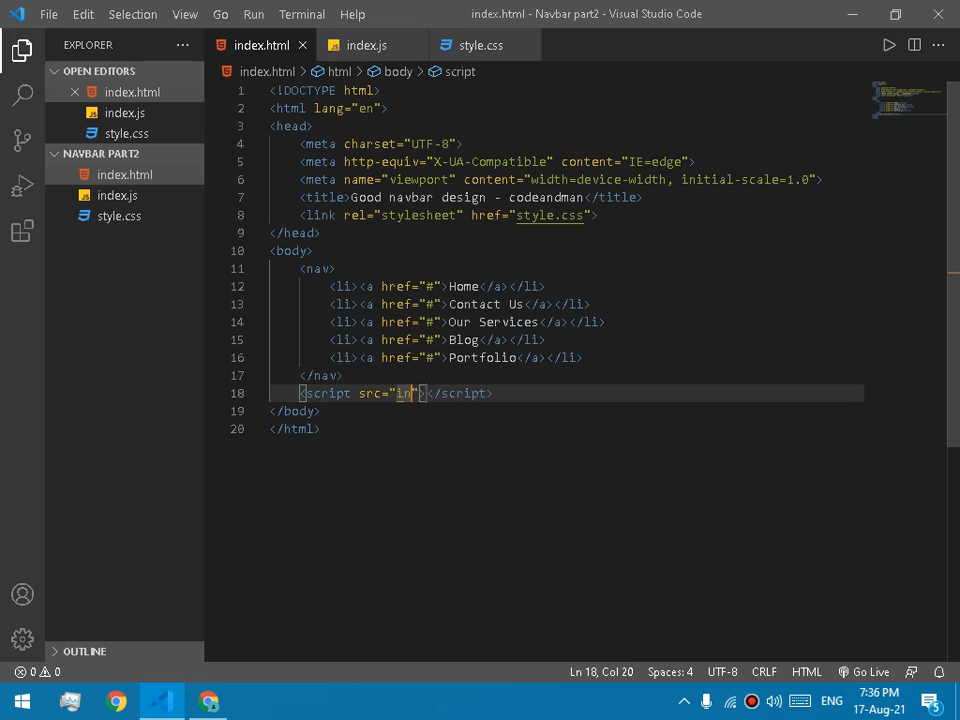 File Edit Selection View Go Run Terminal Help index.html - Navbar part2 - Visual Studio Code
EXPLORER
index.html index.js style.css
OPEN EDITORS
index.html
index.js
style.css
NAVBAR PART2
index.html
index.js
style.css
OUTLINE
index.html > html > body > script
1 <!DOCTYPE html>
2 <html lang="en">
3 <head>
4 <meta charset="UTF-8">
5 <meta http-equiv="X-UA-Compatible" content="IE=edge">
6 <meta name="viewport" content="width=device-width, initial-scale=1.0">
7 <title>Good navbar design - codeandman</title>
8 <link rel="stylesheet" href="style.css">
9 </head>
10 <body>
11 <nav>
12 <li><a href="#">Home</a></li>
13 <li><a href="#">Contact Us</a></li>
14 <li><a href="#">Our Services</a></li>
15 <li><a href="#">Blog</a></li>
16 <li><a href="#">Portfolio</a></li>
17 </nav>
18 <script src="in"></script>
19 </body>
20 </html>
0 0 Ln 18, Col 20 Spaces: 4 UTF-8 CRLF HTML Go Live
ENG 7:36 PM
17-Aug-21 5